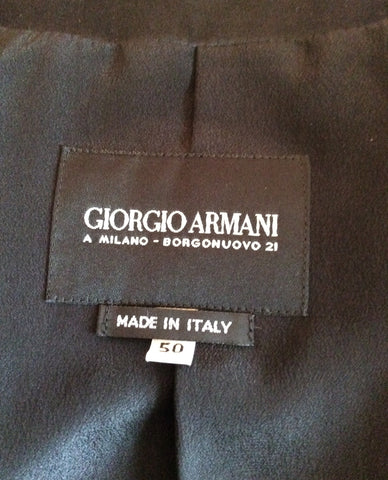 GIORGIO ARMANI
A MILANO - BORGONUOVO 21
MADE IN ITALY
50